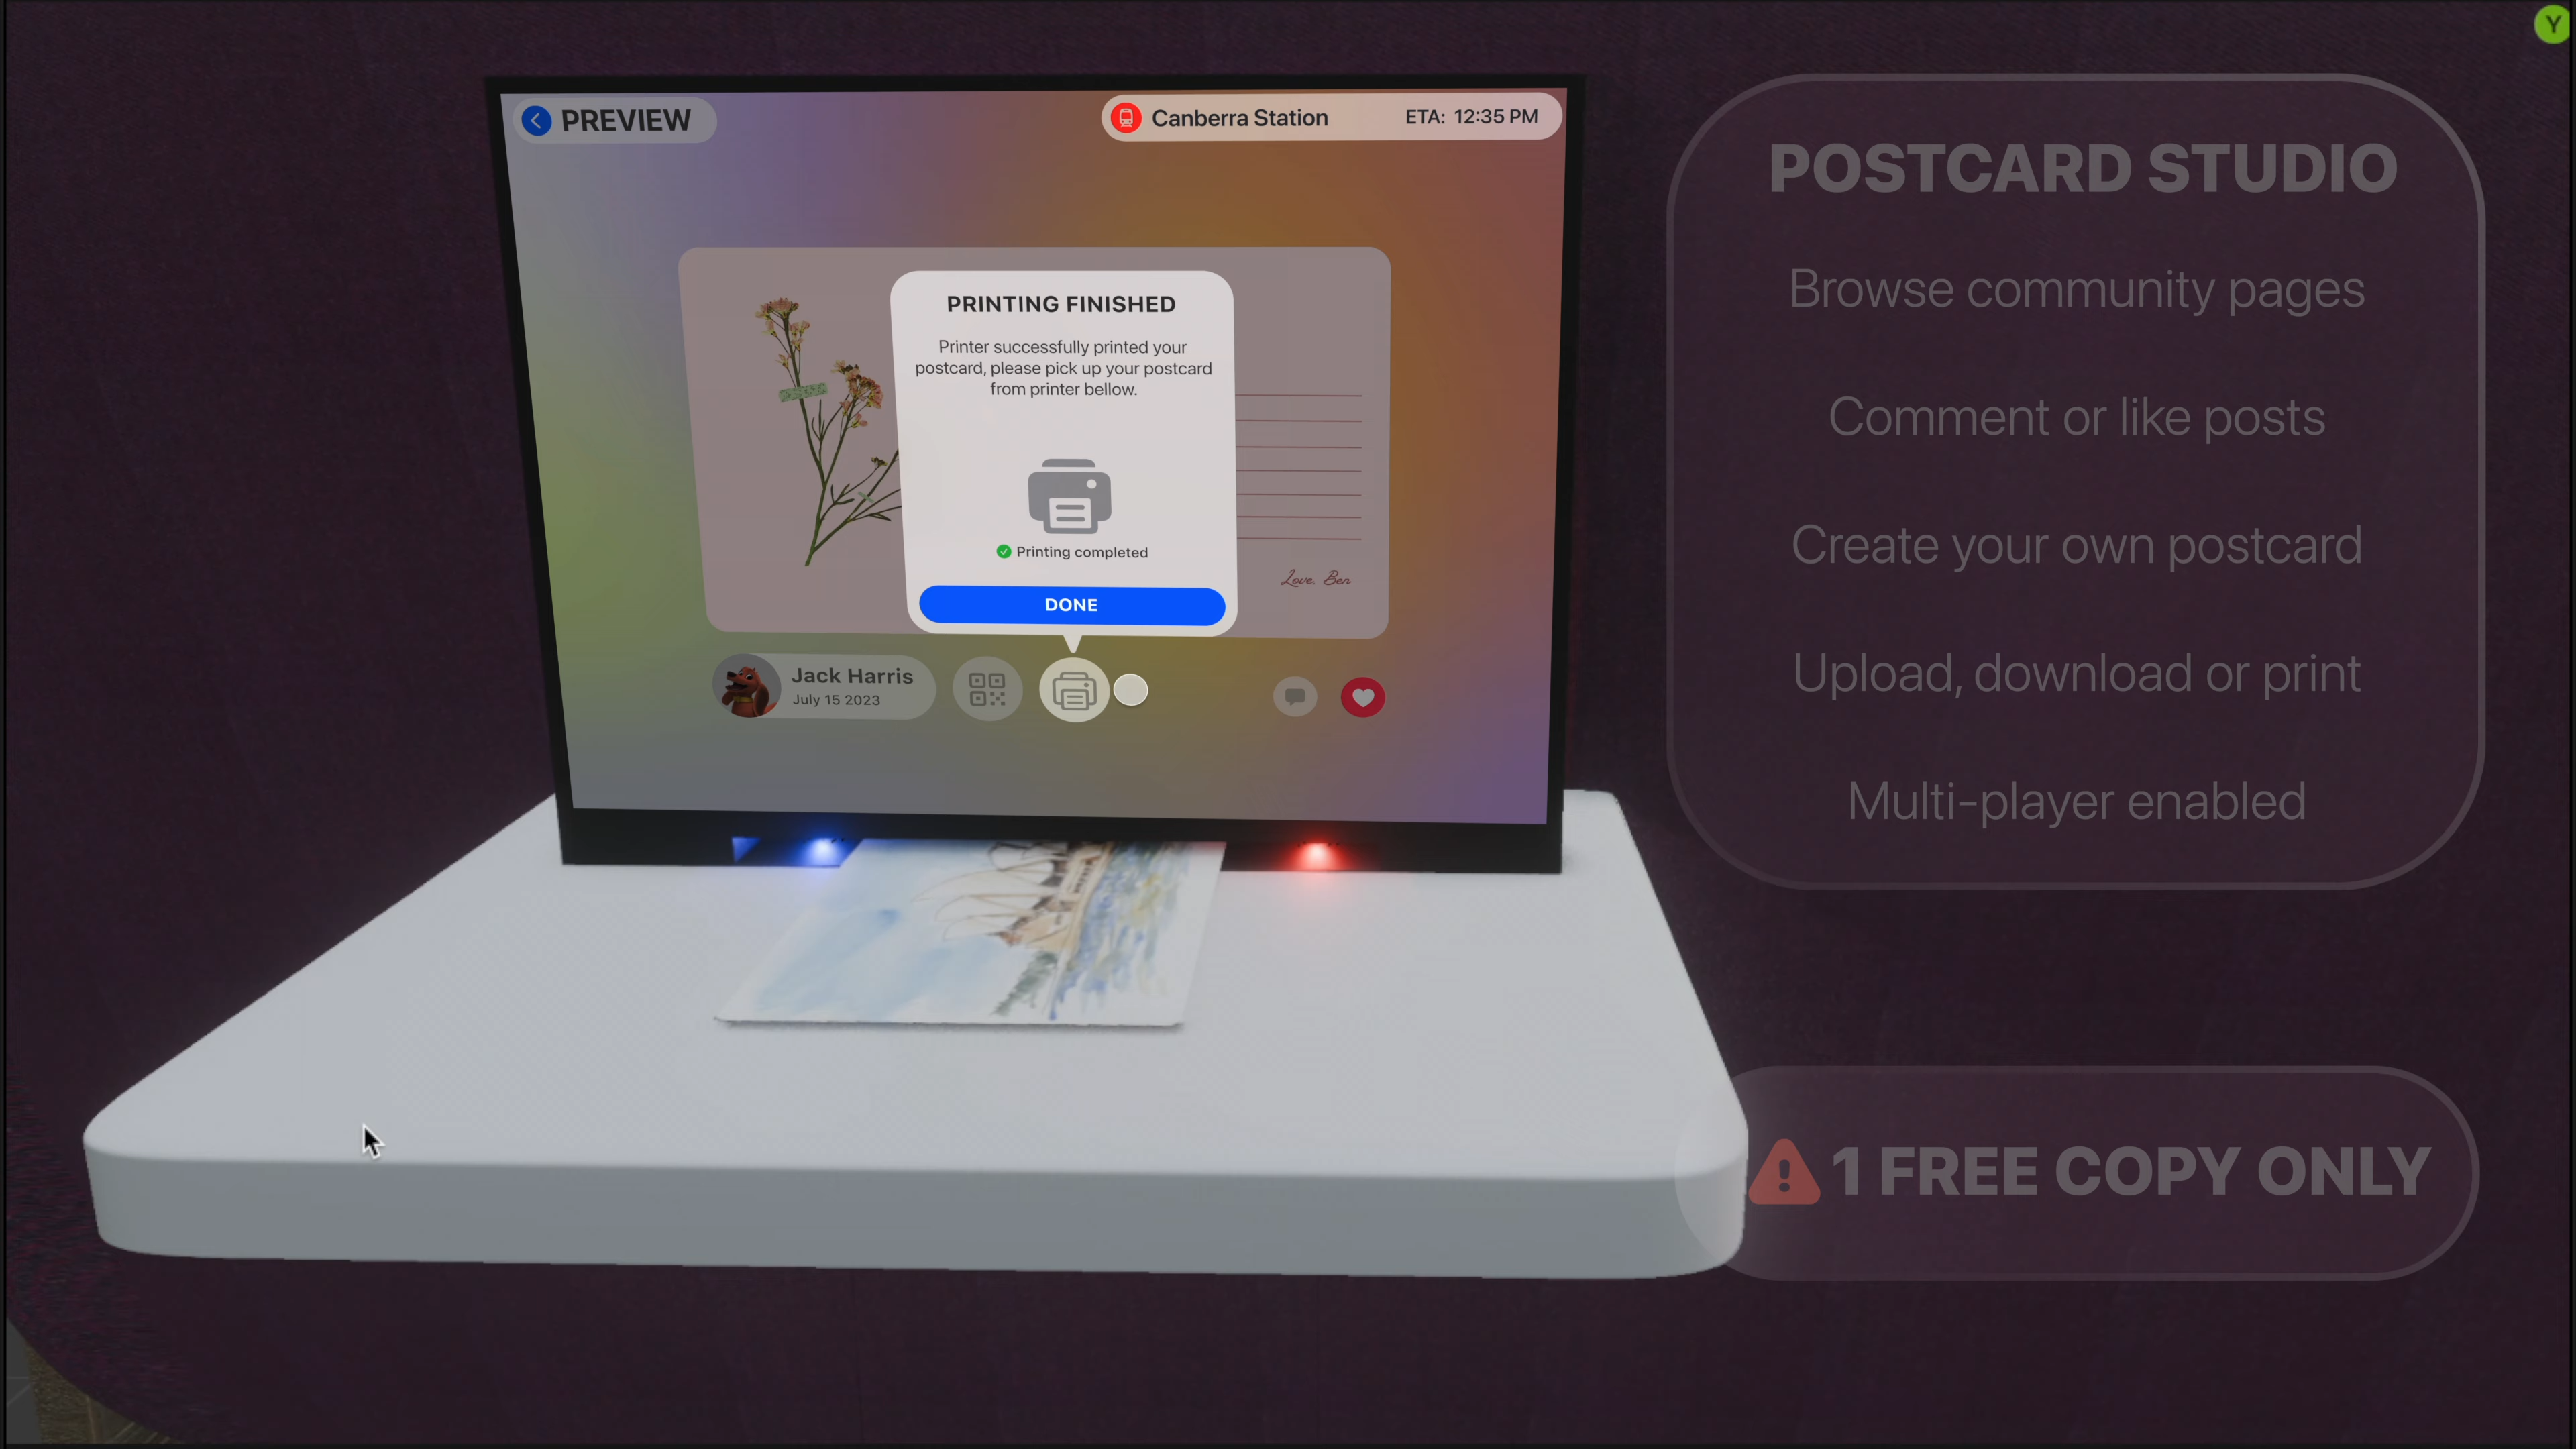 Y
PREVIEW
Canberra Station
ETA: 12:35 PM
PRINTING FINISHED
Printer successfully printed your
postcard, please pick up your postcard
from printer bellow.
Printing completed
DONE
Love, Ben
Jack Harris
July 15 2023
POSTCARD STUDIO
Browse community pages
Comment or like posts
Create your own postcard
Upload, download or print
Multi-player enabled
1 FREE COPY ONLY